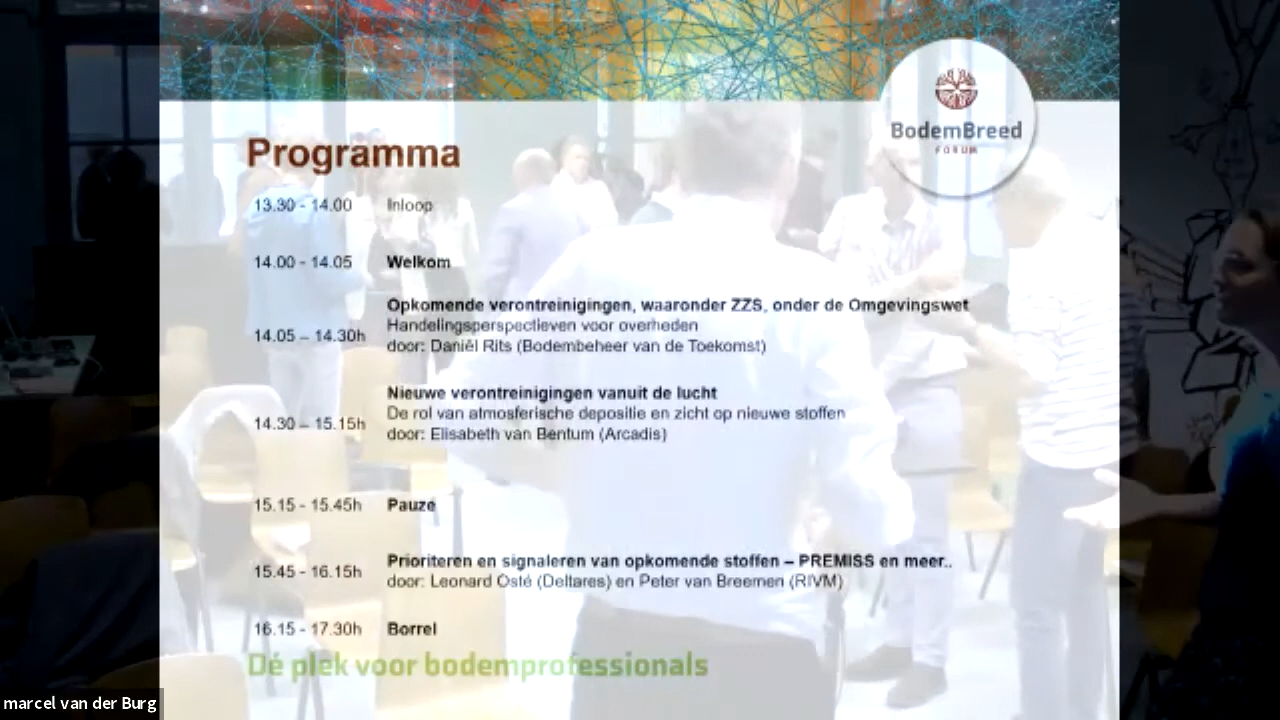 BodemBreed
FORUM
Programma
13.30 - 14.00 Inloop
14.00 - 14.05 Welkom
Opkomende verontreinigingen, waaronder ZZS, onder de Omgevingswet
14.05 – 14.30h Handelingsperspectieven voor overheden
door: Daniël Rits (Bodembeheer van de Toekomst)
Nieuwe verontreinigingen vanuit de lucht
14.30 – 15.15h De rol van atmosferische depositie en zicht op nieuwe stoffen
door: Elisabeth van Bentum (Arcadis)
15.15 - 15.45h Pauze
Prioriteren en signaleren van opkomende stoffen – PREMISS en meer..
15.45 - 16.15h door: Leonard Osté (Deltares) en Peter van Breemen (RIVM)
16.15 - 17.30h Borrel
Dé plek voor bodemprofessionals
marcel van der Burg